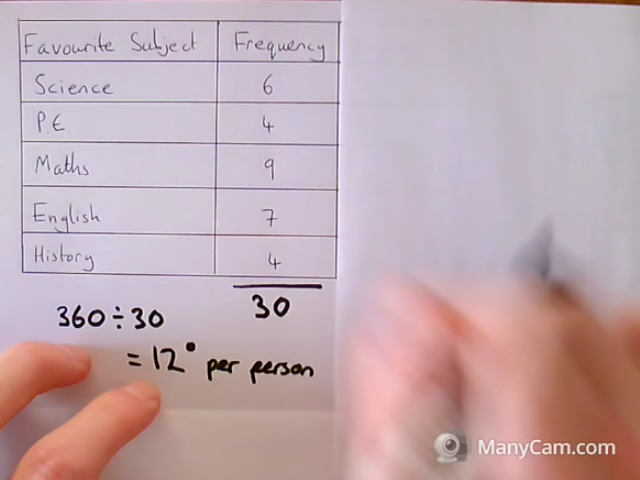 Favourite Subject Frequency
Science 6
P.E. 4
Maths 9
English 7
History 4
30
360 ÷ 30
= 12° per person
ManyCam.com